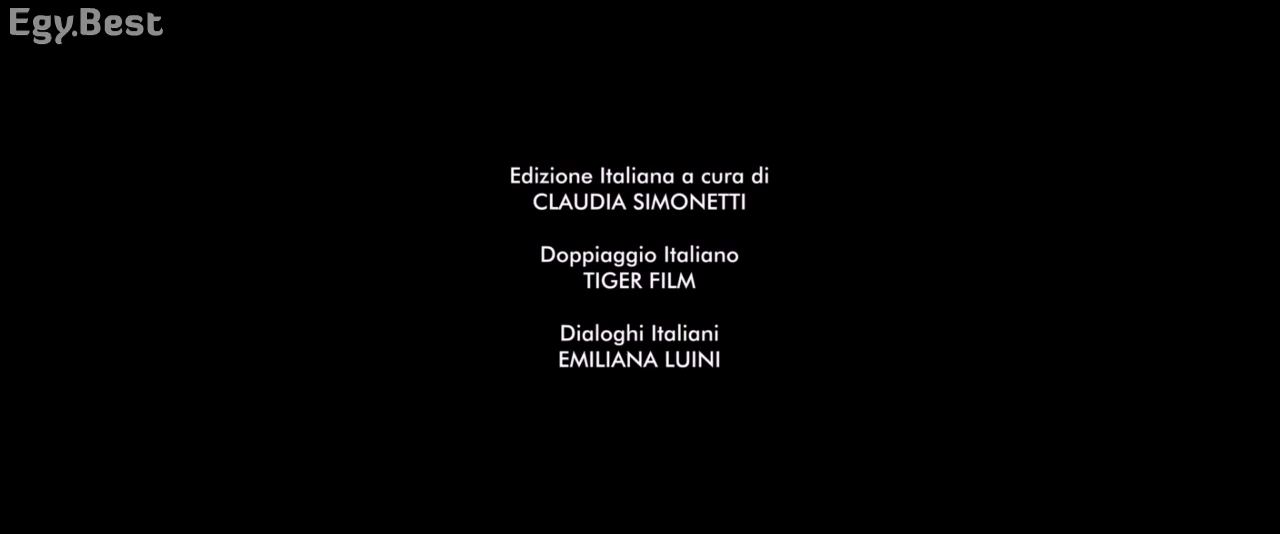 Egy.Best
Edizione Italiana a cura di
CLAUDIA SIMONETTI
Doppiaggio Italiano
TIGER FILM
Dialoghi Italiani
EMILIANA LUINI